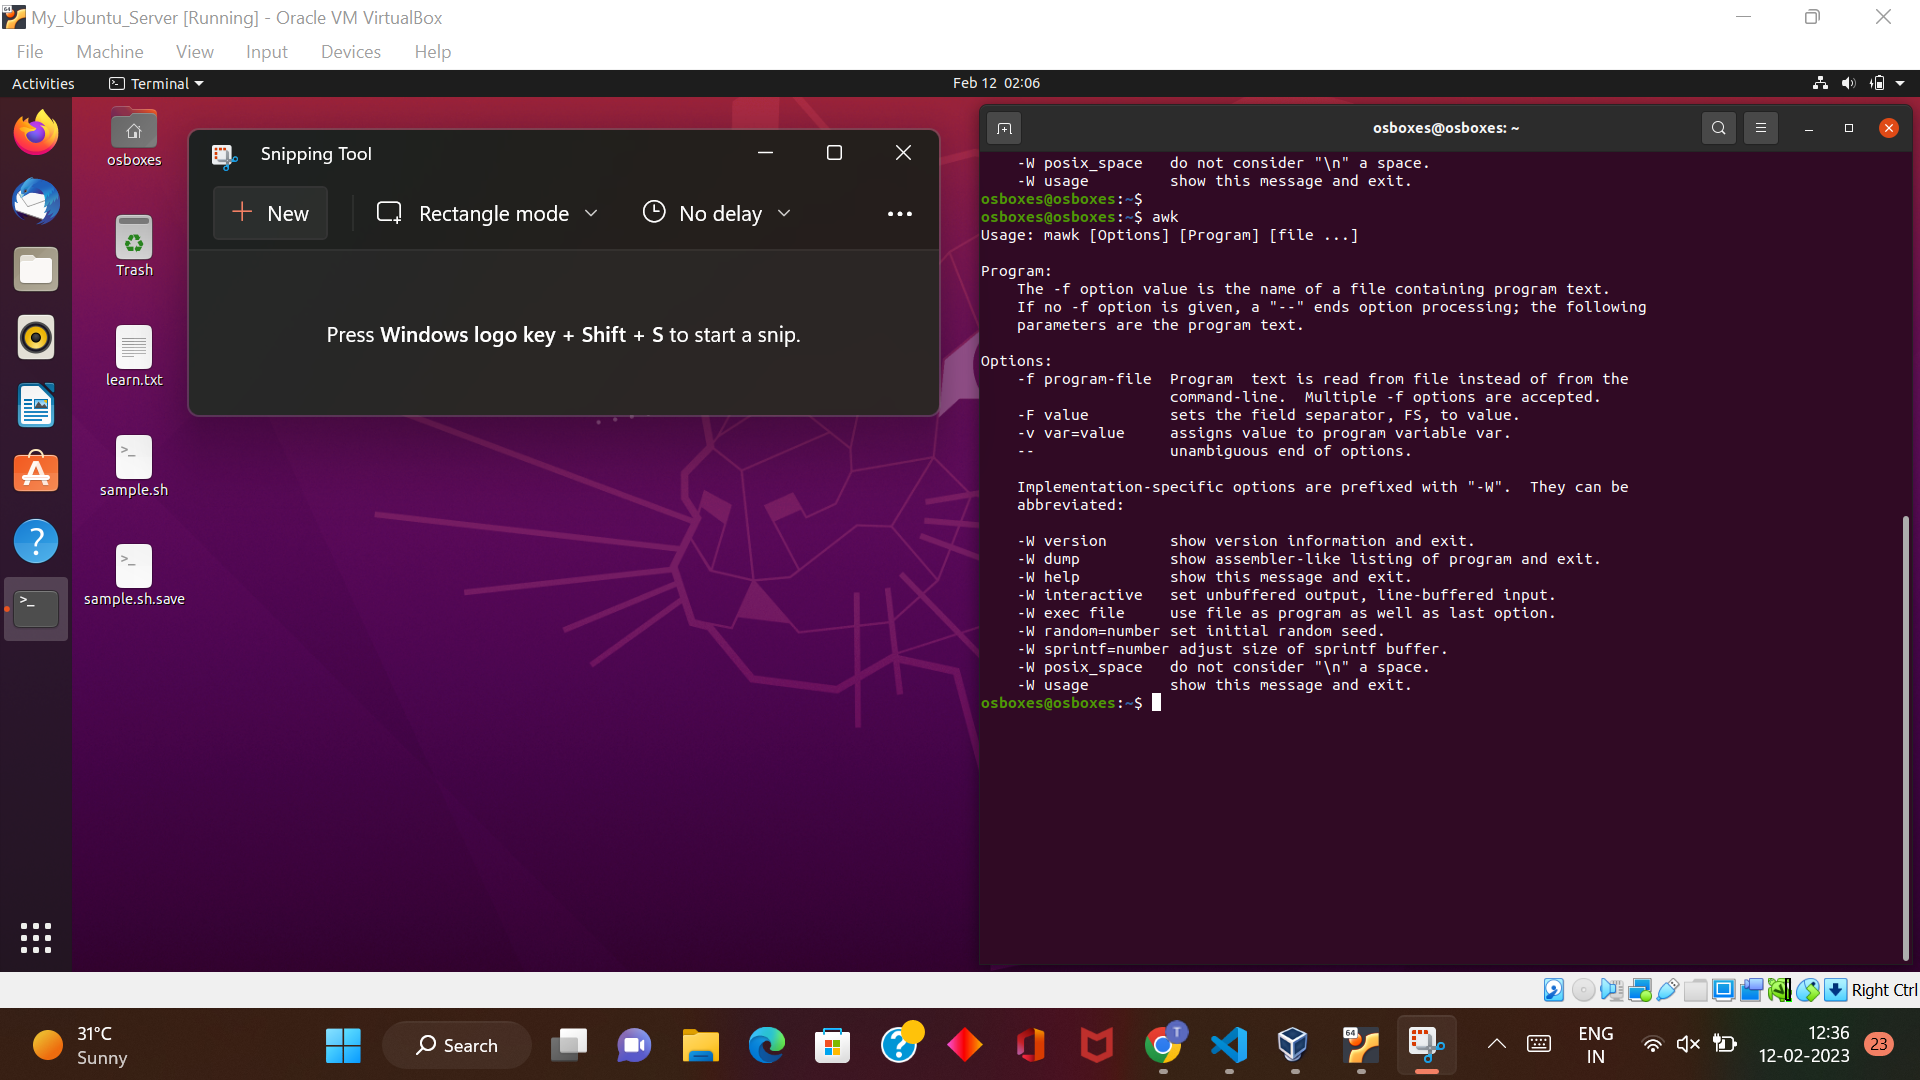 My_Ubuntu_Server [Running] - Oracle VM VirtualBox
File Machine View Input Devices Help
Activities Terminal Feb 12 02:06
osboxes
Trash
learn.txt
sample.sh
sample.sh.save
Snipping Tool
New Rectangle mode No delay
Press Windows logo key + Shift + S to start a snip.
osboxes@osboxes: ~
-W posix_space do not consider "\n" a space.
-W usage show this message and exit.
osboxes@osboxes:~$
osboxes@osboxes:~$ awk
Usage: mawk [Options] [Program] [file ...]
Program:
The -f option value is the name of a file containing program text.
If no -f option is given, a "--" ends option processing; the following
parameters are the program text.
Options:
-f program-file Program text is read from file instead of from the
command-line. Multiple -f options are accepted.
-F value sets the field separator, FS, to value.
-v var=value assigns value to program variable var.
-- unambiguous end of options.
Implementation-specific options are prefixed with "-W". They can be
abbreviated:
-W version show version information and exit.
-W dump show assembler-like listing of program and exit.
-W help show this message and exit.
-W interactive set unbuffered output, line-buffered input.
-W exec file use file as program as well as last option.
-W random=number set initial random seed.
-W sprintf=number adjust size of sprintf buffer.
-W posix_space do not consider "\n" a space.
-W usage show this message and exit.
osboxes@osboxes:~$
Right Ctrl
31°C
Sunny
Search
T
64
ENG
IN
12:36
12-02-2023
23